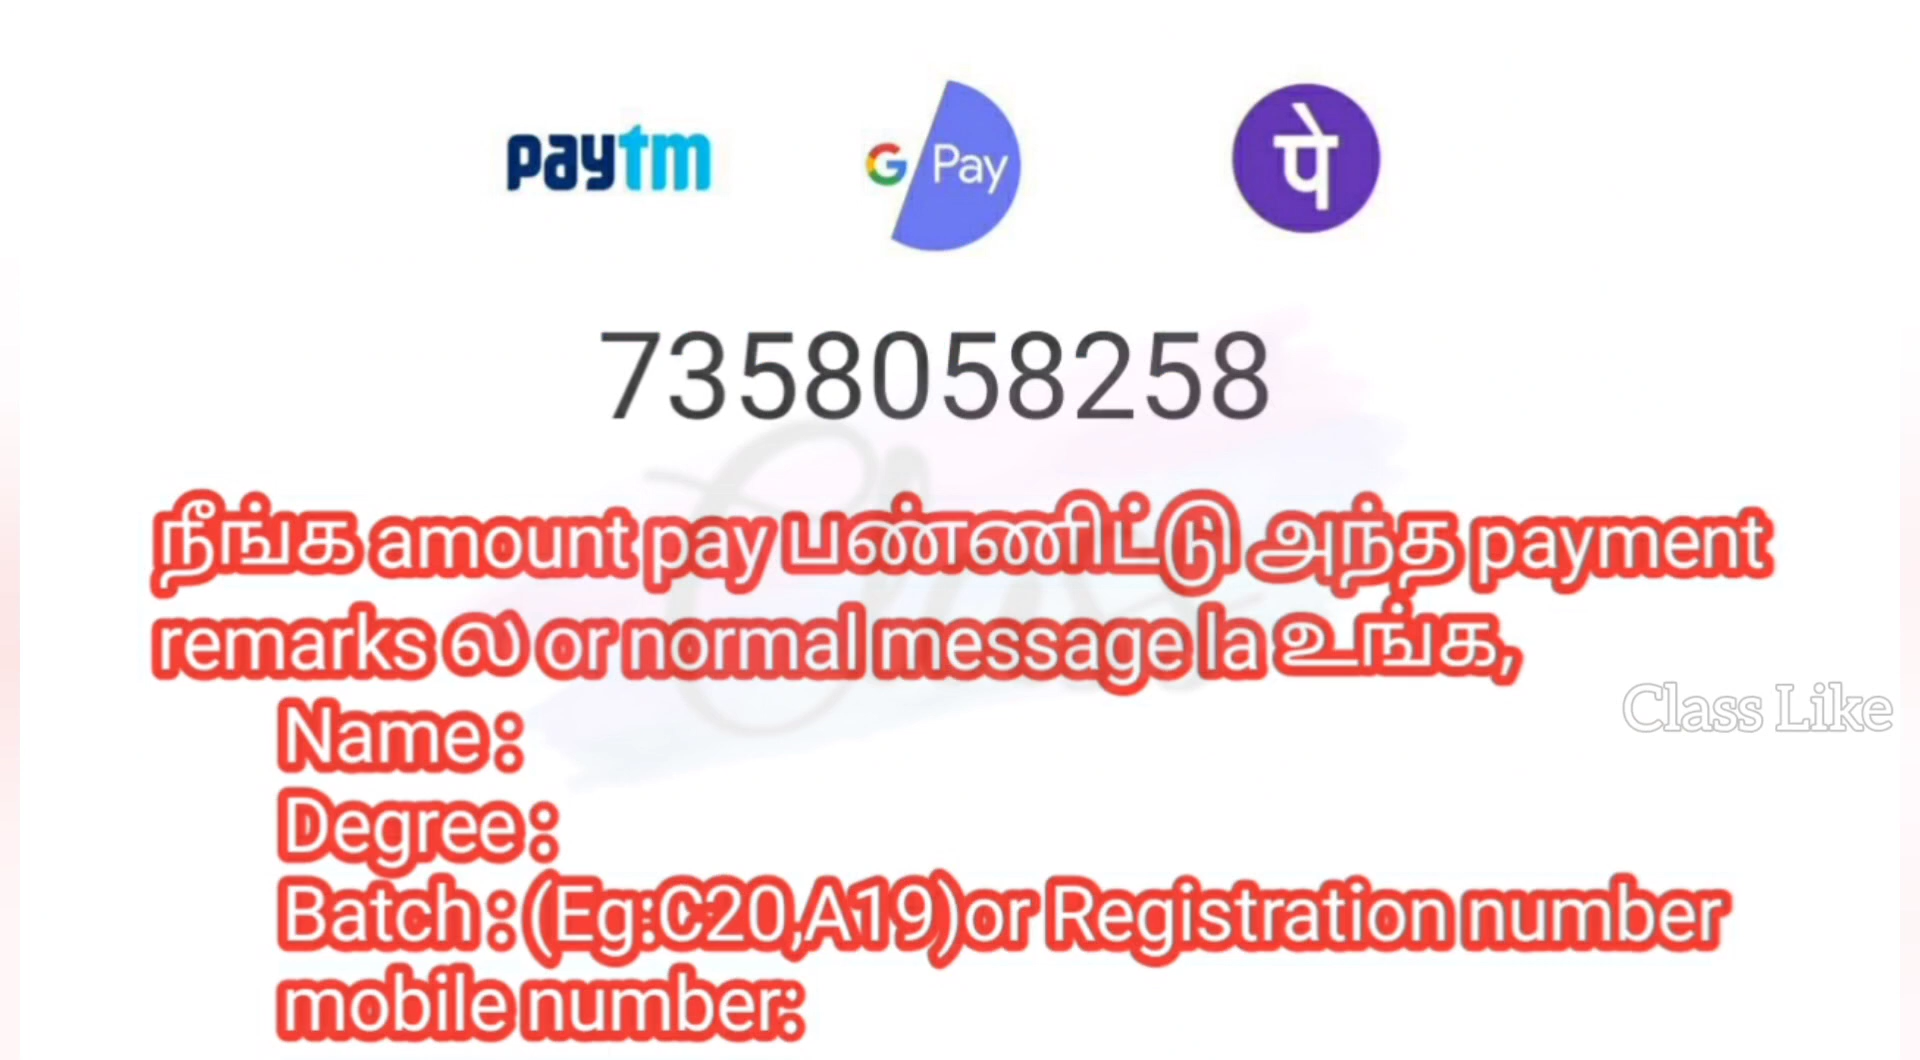 paytm G Pay पे
7358058258
நீங்க amount pay பண்ணிட்டு அந்த payment
remarks ல or normal message la உங்க,
Class Like
Name:
Degree:
Batch:(Eg:C20,A19)or Registration number
mobile number: